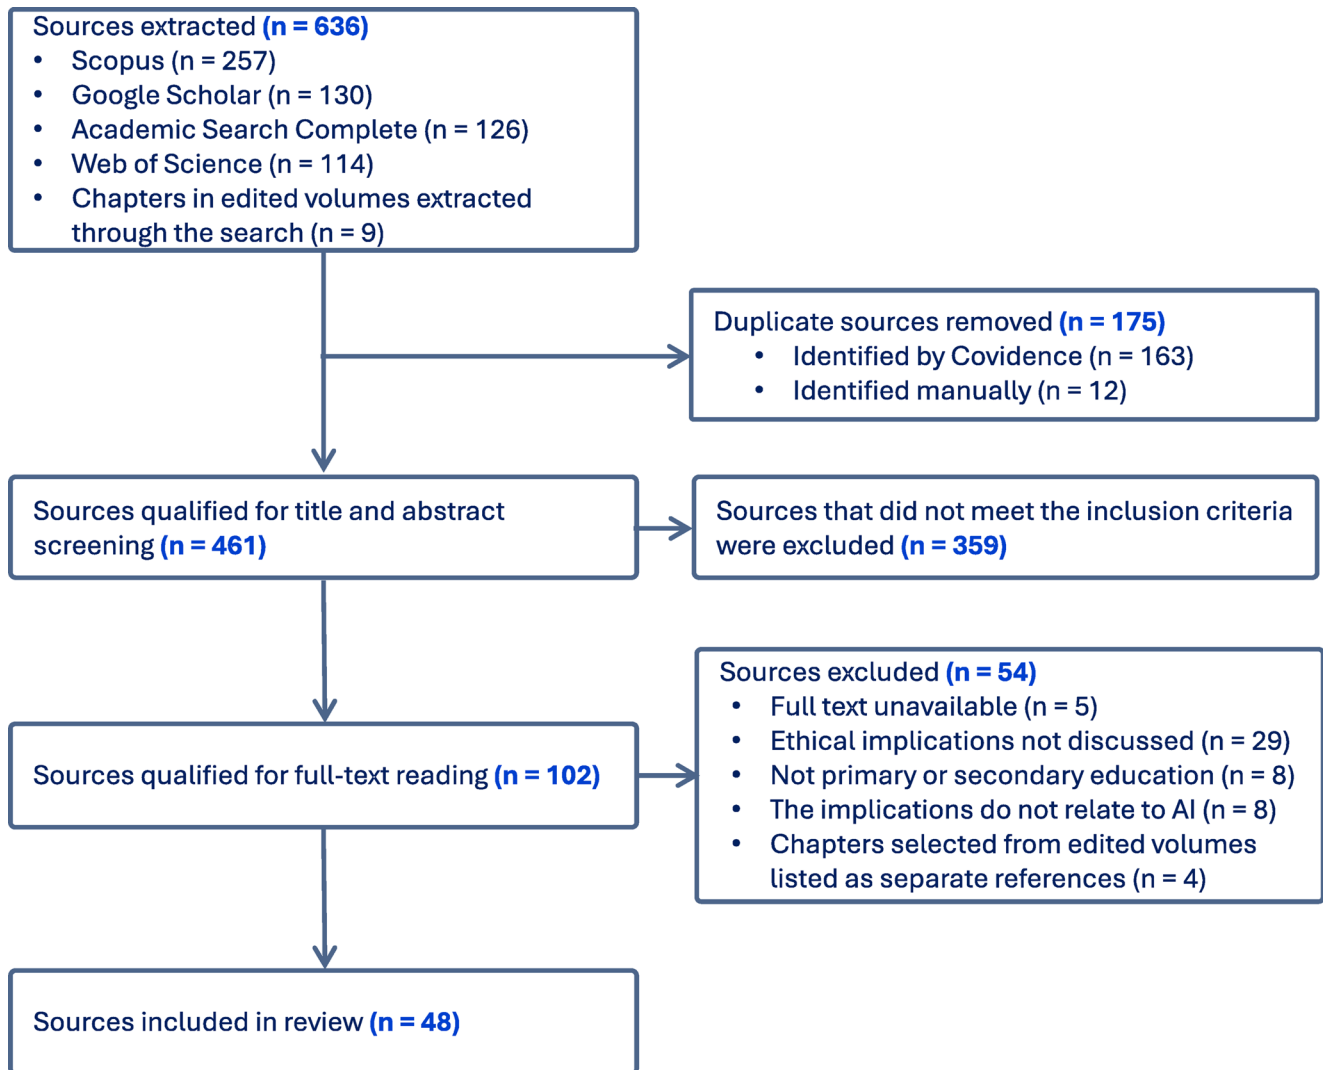 Sources extracted (n = 636)
• Scopus (n = 257)
• Google Scholar (n = 130)
• Academic Search Complete (n = 126)
• Web of Science (n = 114)
• Chapters in edited volumes extracted
through the search (n = 9)
Duplicate sources removed (n = 175)
• Identified by Covidence (n = 163)
• Identified manually (n = 12)
Sources qualified for title and abstract
screening (n = 461)
Sources that did not meet the inclusion criteria
were excluded (n = 359)
Sources qualified for full-text reading (n = 102)
Sources excluded (n = 54)
• Full text unavailable (n = 5)
• Ethical implications not discussed (n = 29)
• Not primary or secondary education (n = 8)
• The implications do not relate to AI (n = 8)
• Chapters selected from edited volumes
listed as separate references (n = 4)
Sources included in review (n = 48)